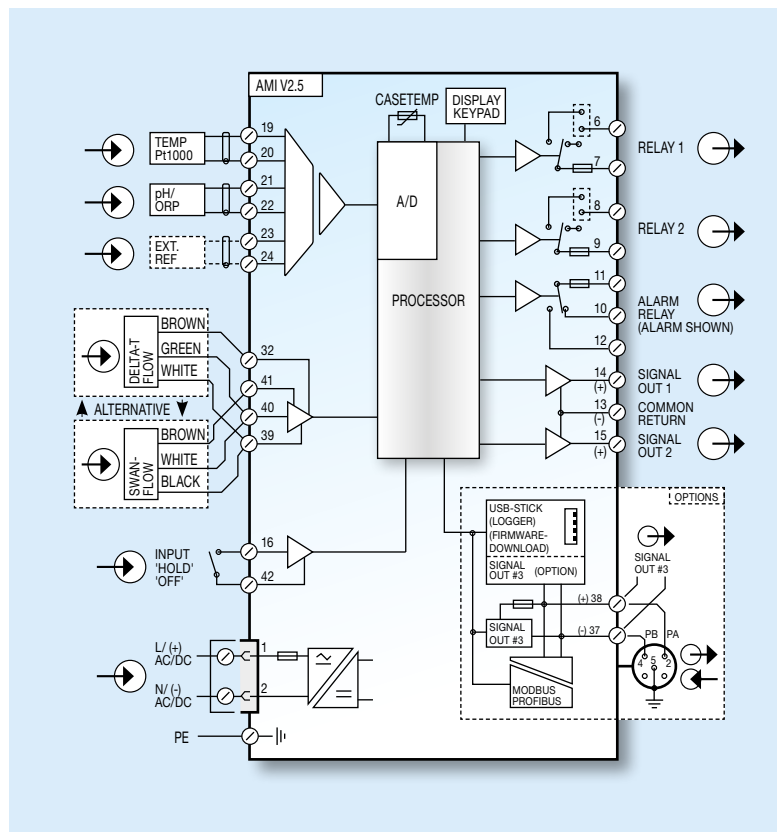 AMI V2.5
CASETEMP
DISPLAY
KEYPAD
TEMP
Pt1000
19
20
pH/
ORP
21
22
EXT.
REF
23
24
A/D
PROCESSOR
6
7
RELAY 1
8
9
RELAY 2
11
10
12
ALARM
RELAY
(ALARM SHOWN)
14
(+)
SIGNAL
OUT 1
13
(-)
COMMON
RETURN
15
(+)
SIGNAL
OUT 2
DELTA-T
FLOW
BROWN
GREEN
WHITE
32
41
40
39
ALTERNATIVE
SWAN-
FLOW
BROWN
WHITE
BLACK
INPUT
'HOLD'
'OFF'
16
42
L/ (+)
AC/DC
1
N/ (-)
AC/DC
2
PE
OPTIONS
USB-STICK
(LOGGER)
(FIRMWARE-
DOWNLOAD)
SIGNAL
OUT #3
(OPTION)
SIGNAL
OUT #3
(+) 38
SIGNAL
OUT #3
(-) 37
PB
PA
4
5
2
MODBUS
PROFIBUS